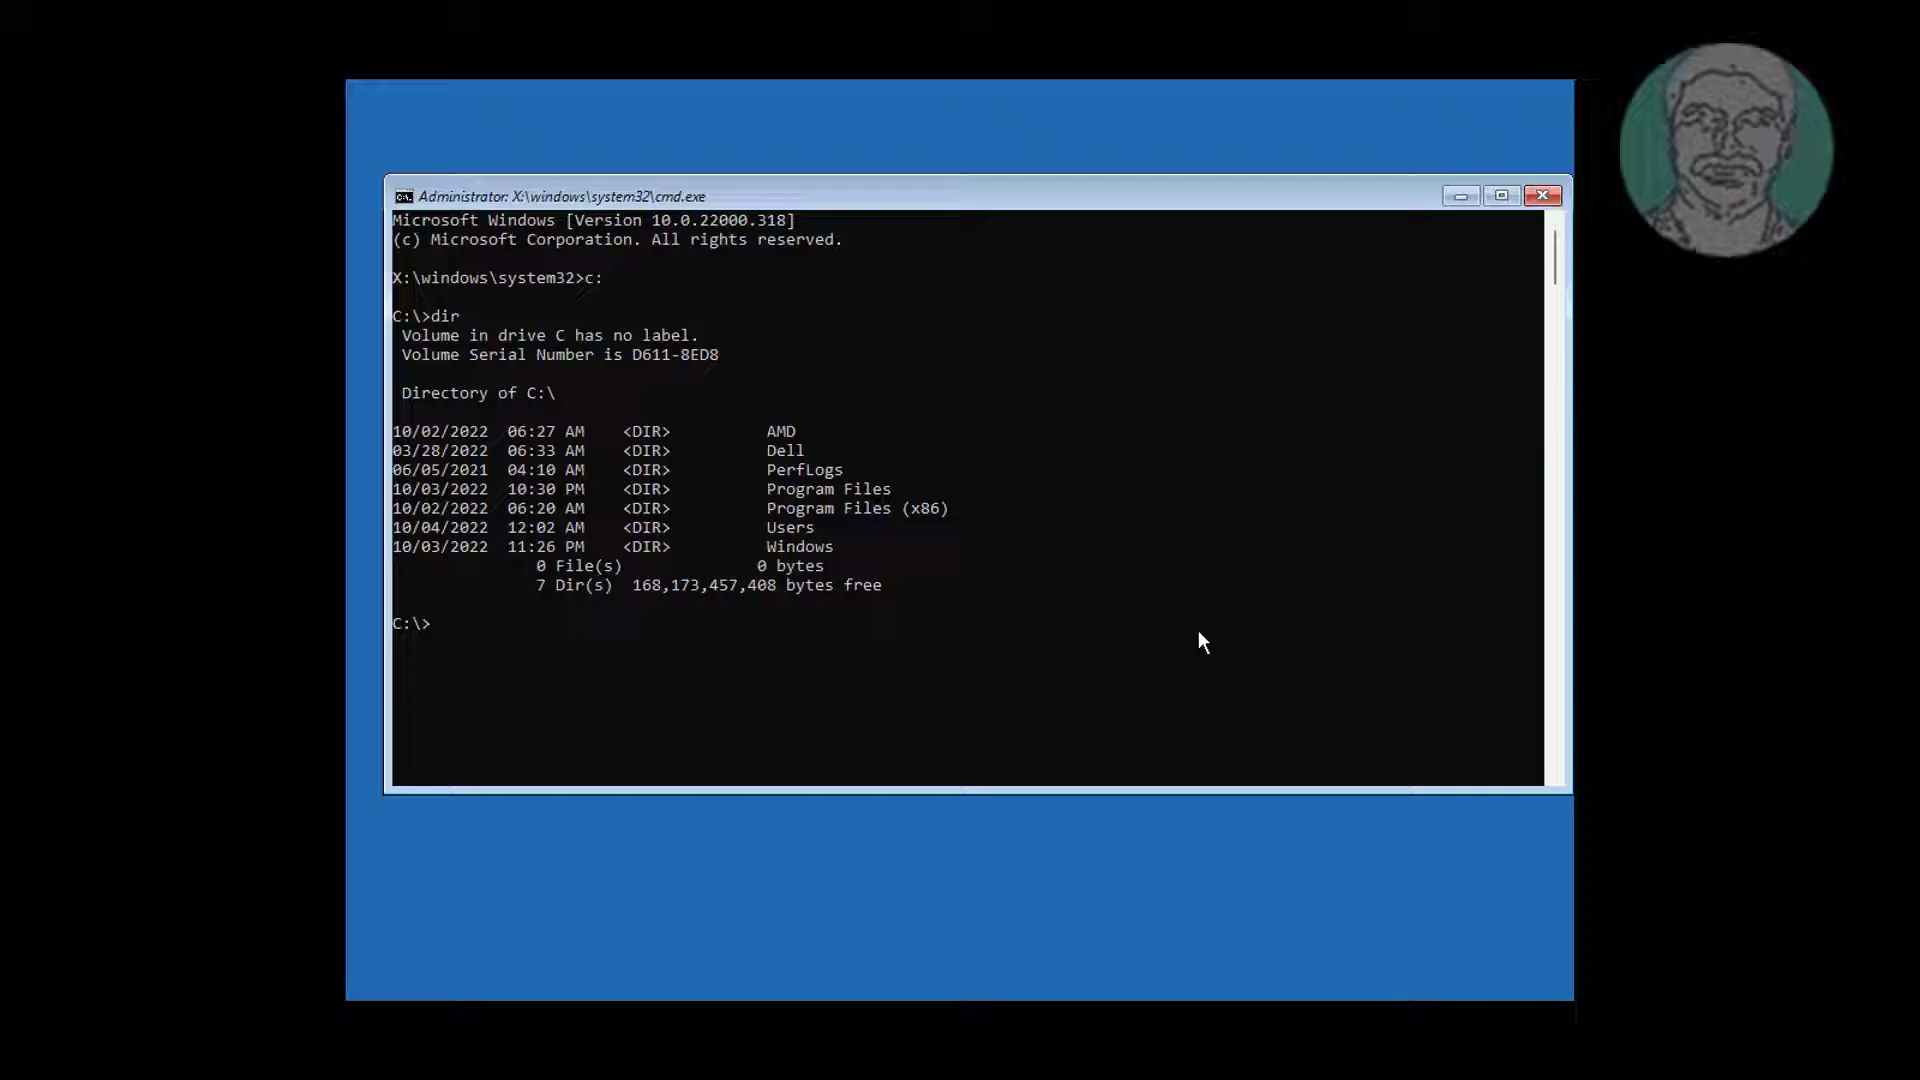 Administrator: X:\windows\system32\cmd.exe
Microsoft Windows [Version 10.0.22000.318]
(c) Microsoft Corporation. All rights reserved.
X:\windows\system32>c:
C:\>dir
Volume in drive C has no label.
Volume Serial Number is D611-8ED8
Directory of C:\
10/02/2022  06:27 AM    <DIR>          AMD
03/28/2022  06:33 AM    <DIR>          Dell
06/05/2021  04:10 AM    <DIR>          PerfLogs
10/03/2022  10:30 PM    <DIR>          Program Files
10/02/2022  06:20 AM    <DIR>          Program Files (x86)
10/04/2022  12:02 AM    <DIR>          Users
10/03/2022  11:26 PM    <DIR>          Windows
0 File(s)              0 bytes
7 Dir(s)  168,173,457,408 bytes free
C:\>